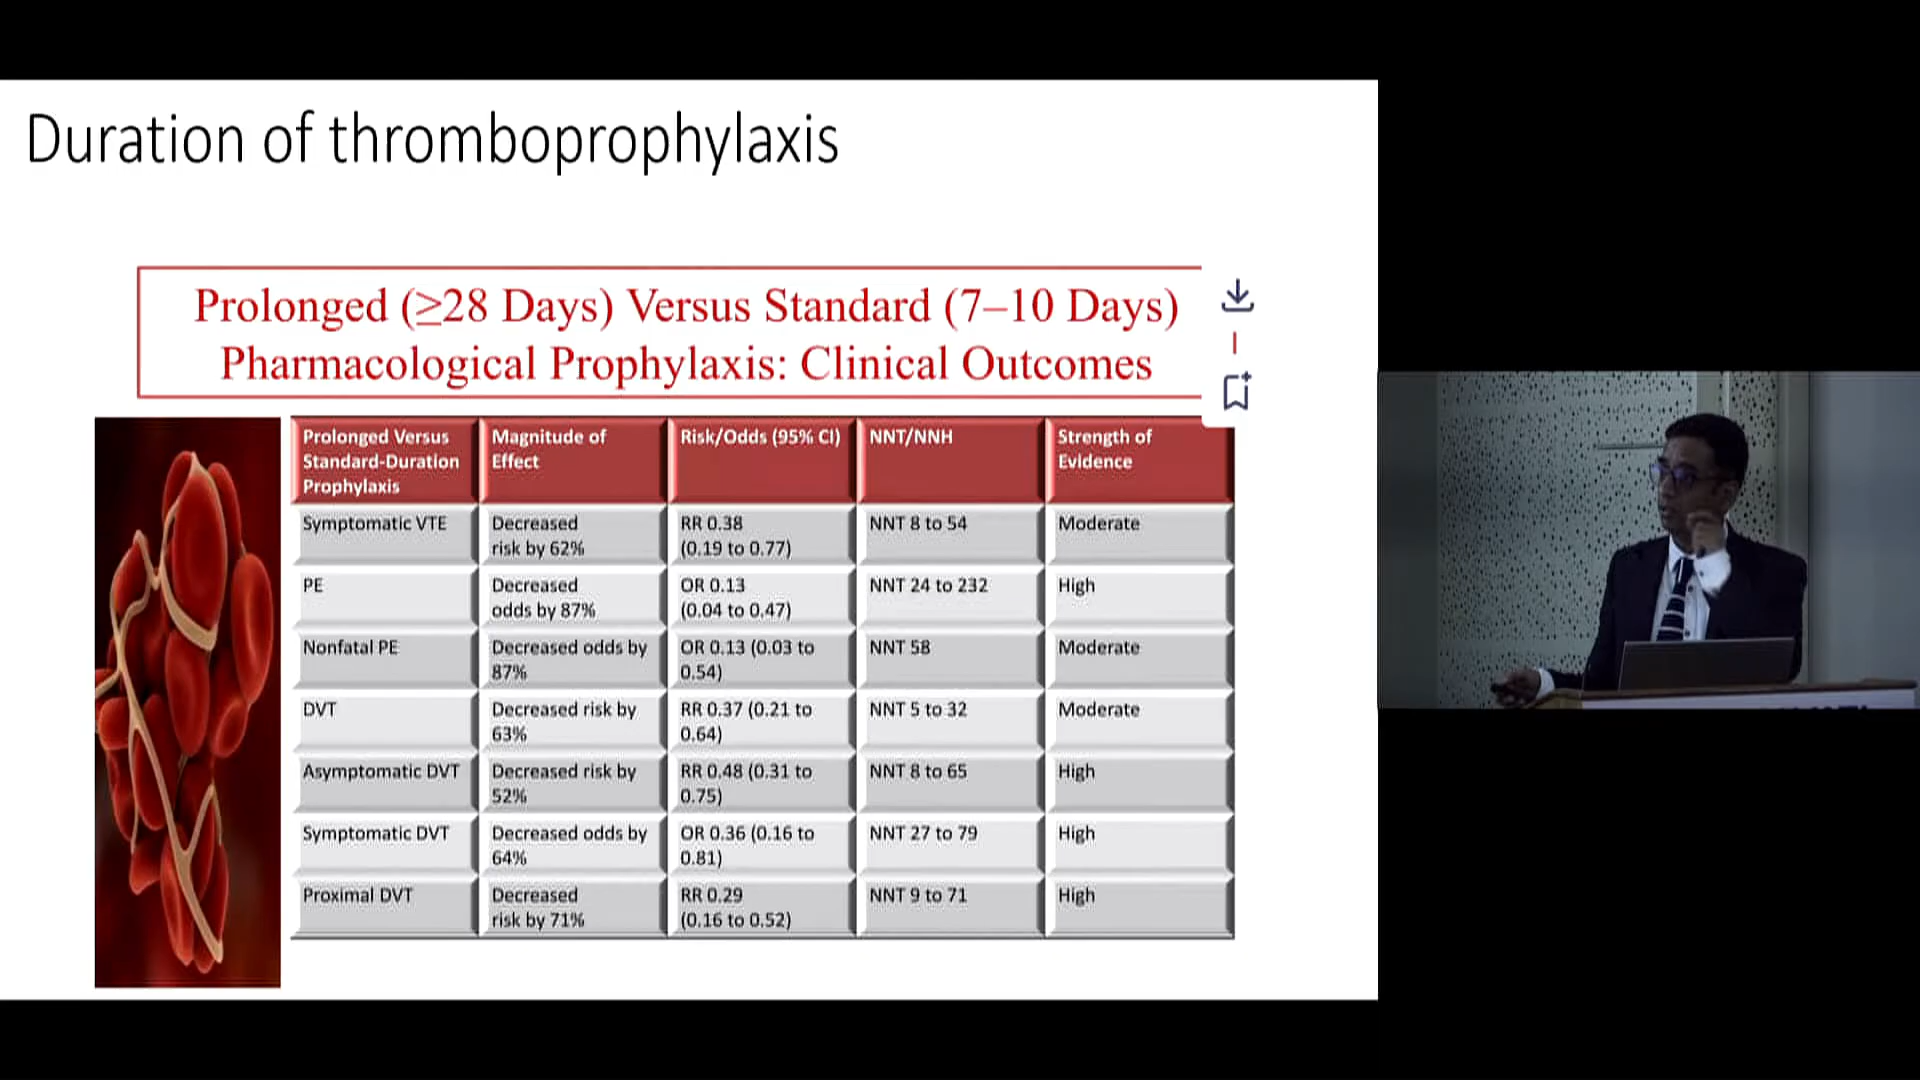 Duration of thromboprophylaxis
Prolonged (≥28 Days) Versus Standard (7–10 Days)
Pharmacological Prophylaxis: Clinical Outcomes
Prolonged Versus
Standard-Duration
Prophylaxis
Magnitude of
Effect
Risk/Odds (95% CI)
NNT/NNH
Strength of
Evidence
Symptomatic VTE
Decreased
risk by 62%
RR 0.38
(0.19 to 0.77)
NNT 8 to 54
Moderate
PE
Decreased
odds by 87%
OR 0.13
(0.04 to 0.47)
NNT 24 to 232
High
Nonfatal PE
Decreased odds by
87%
OR 0.13 (0.03 to
0.54)
NNT 58
Moderate
DVT
Decreased risk by
63%
RR 0.37 (0.21 to
0.64)
NNT 5 to 32
Moderate
Asymptomatic DVT
Decreased risk by
52%
RR 0.48 (0.31 to
0.75)
NNT 8 to 65
High
Symptomatic DVT
Decreased odds by
64%
OR 0.36 (0.16 to
0.81)
NNT 27 to 79
High
Proximal DVT
Decreased
risk by 71%
RR 0.29
(0.16 to 0.52)
NNT 9 to 71
High